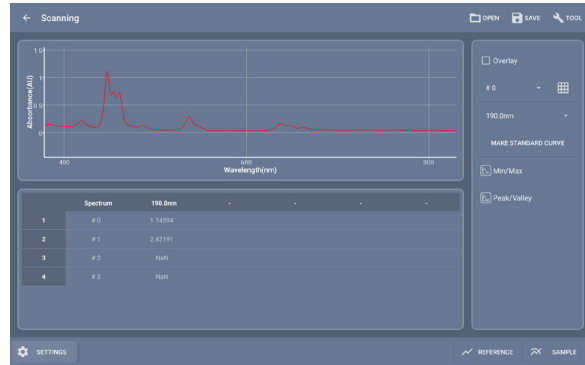 Scanning OPEN SAVE TOOL
1.5
1
0.5
0
Absorbance(AU)
400 600 800
Wavelength(nm)
Overlay
# 0
190.0nm
MAKE STANDARD CURVE
Min/Max
Peak/Valley
Spectrum 190.0nm - - - -
1 # 0 1.74594
2 # 1 2.42191
3 # 2 NaN
4 # 3 NaN
SETTINGS REFERENCE SAMPLE